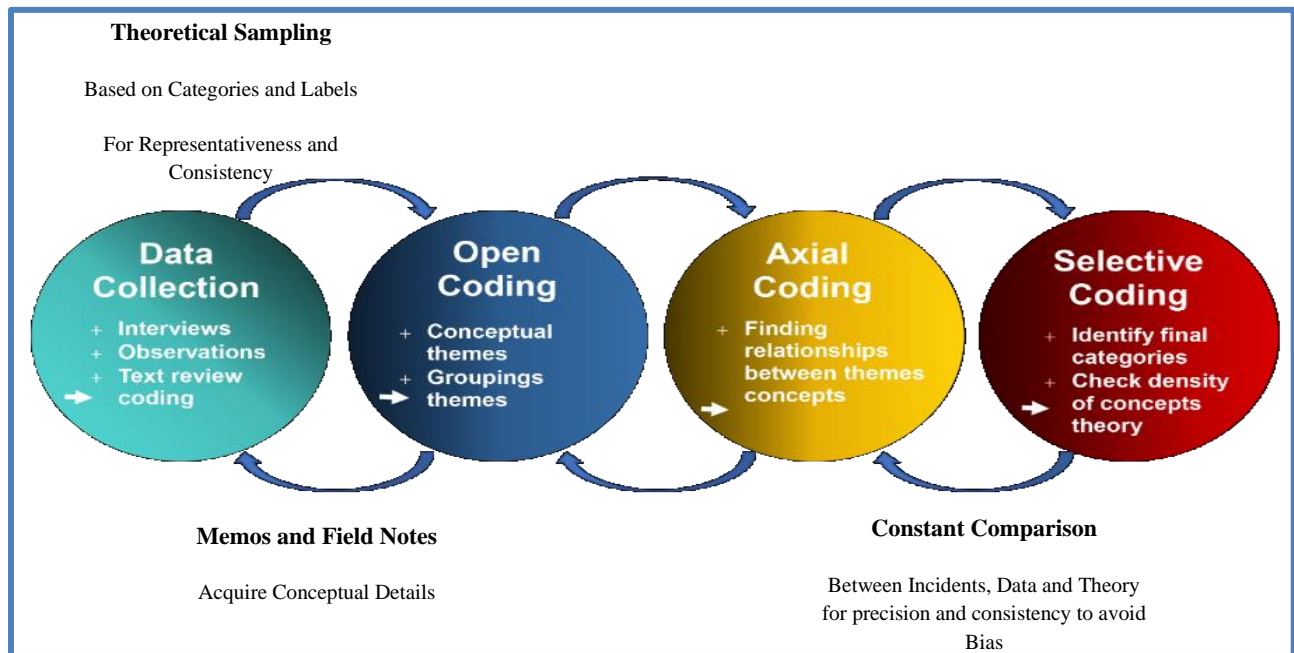 Theoretical Sampling
Based on Categories and Labels
For Representativeness and
Consistency
Data
Collection
+ Interviews
+ Observations
+ Text review
coding
Open
Coding
+ Conceptual
themes
+ Groupings
themes
Axial
Coding
+ Finding
relationships
between themes
concepts
Selective
Coding
+ Identify final
categories
+ Check density
of concepts
theory
Memos and Field Notes
Acquire Conceptual Details
Constant Comparison
Between Incidents, Data and Theory
for precision and consistency to avoid
Bias